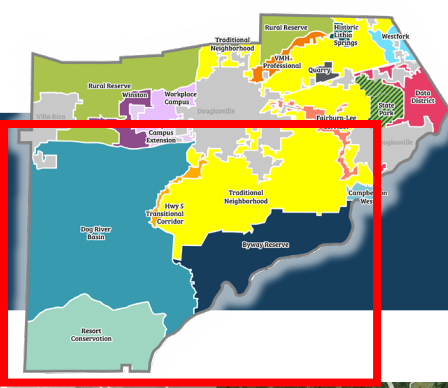 Rural Reserve
Historic
Lithia
Springs
Westfork
Traditional
Neighborhood
VMH-
Professional
Quarry
Data
District
Rural Reserve
Winston
Workplace
Campus
State
Park
Douglasville
Villa Rica
Fairburn-Lee
Campus
Extension
Douglasville
Traditional
Neighborhood
Campbellton
West
Hwy 5
Transitional
Corridor
Dog River
Basin
Byway Reserve
Resort
Conservation